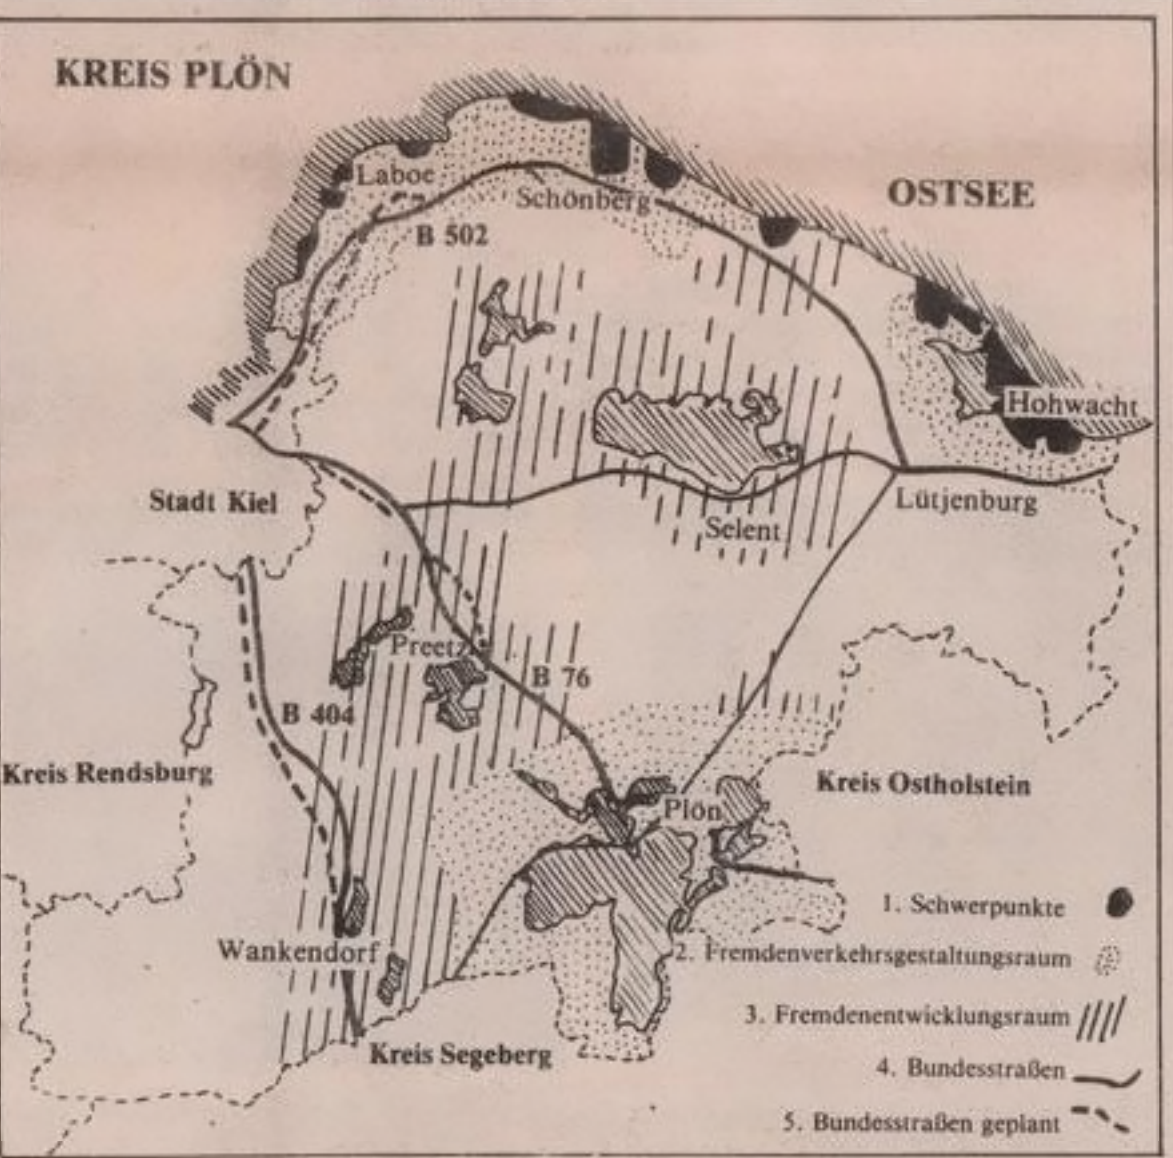 KREIS PLÖN
OSTSEE
Laboe
Schönberg
B 502
Hohwacht
Stadt Kiel
Lütjenburg
Selent
Preetz
B 76
B 404
Kreis Rendsburg
Kreis Ostholstein
Plön
Wankendorf
Kreis Segeberg
1. Schwerpunkte
2. Fremdenverkehrsgestaltungsraum
3. Fremdenentwicklungsraum
4. Bundesstraßen
5. Bundesstraßen geplant